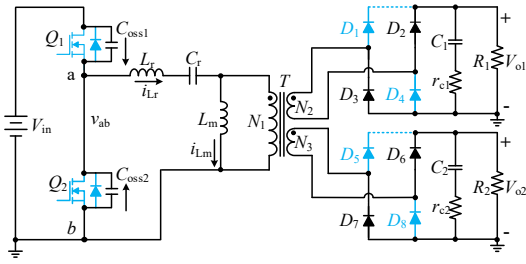 Q1
Coss1
a
Lr
Cr
iLr
Vin
vab
Lm
iLm
N1
T
N2
N3
Q2
Coss2
b
D1
D2
D3
D4
C1
rc1
R1
+
Vo1
−
D5
D6
D7
D8
C2
rc2
R2
+
Vo2
−